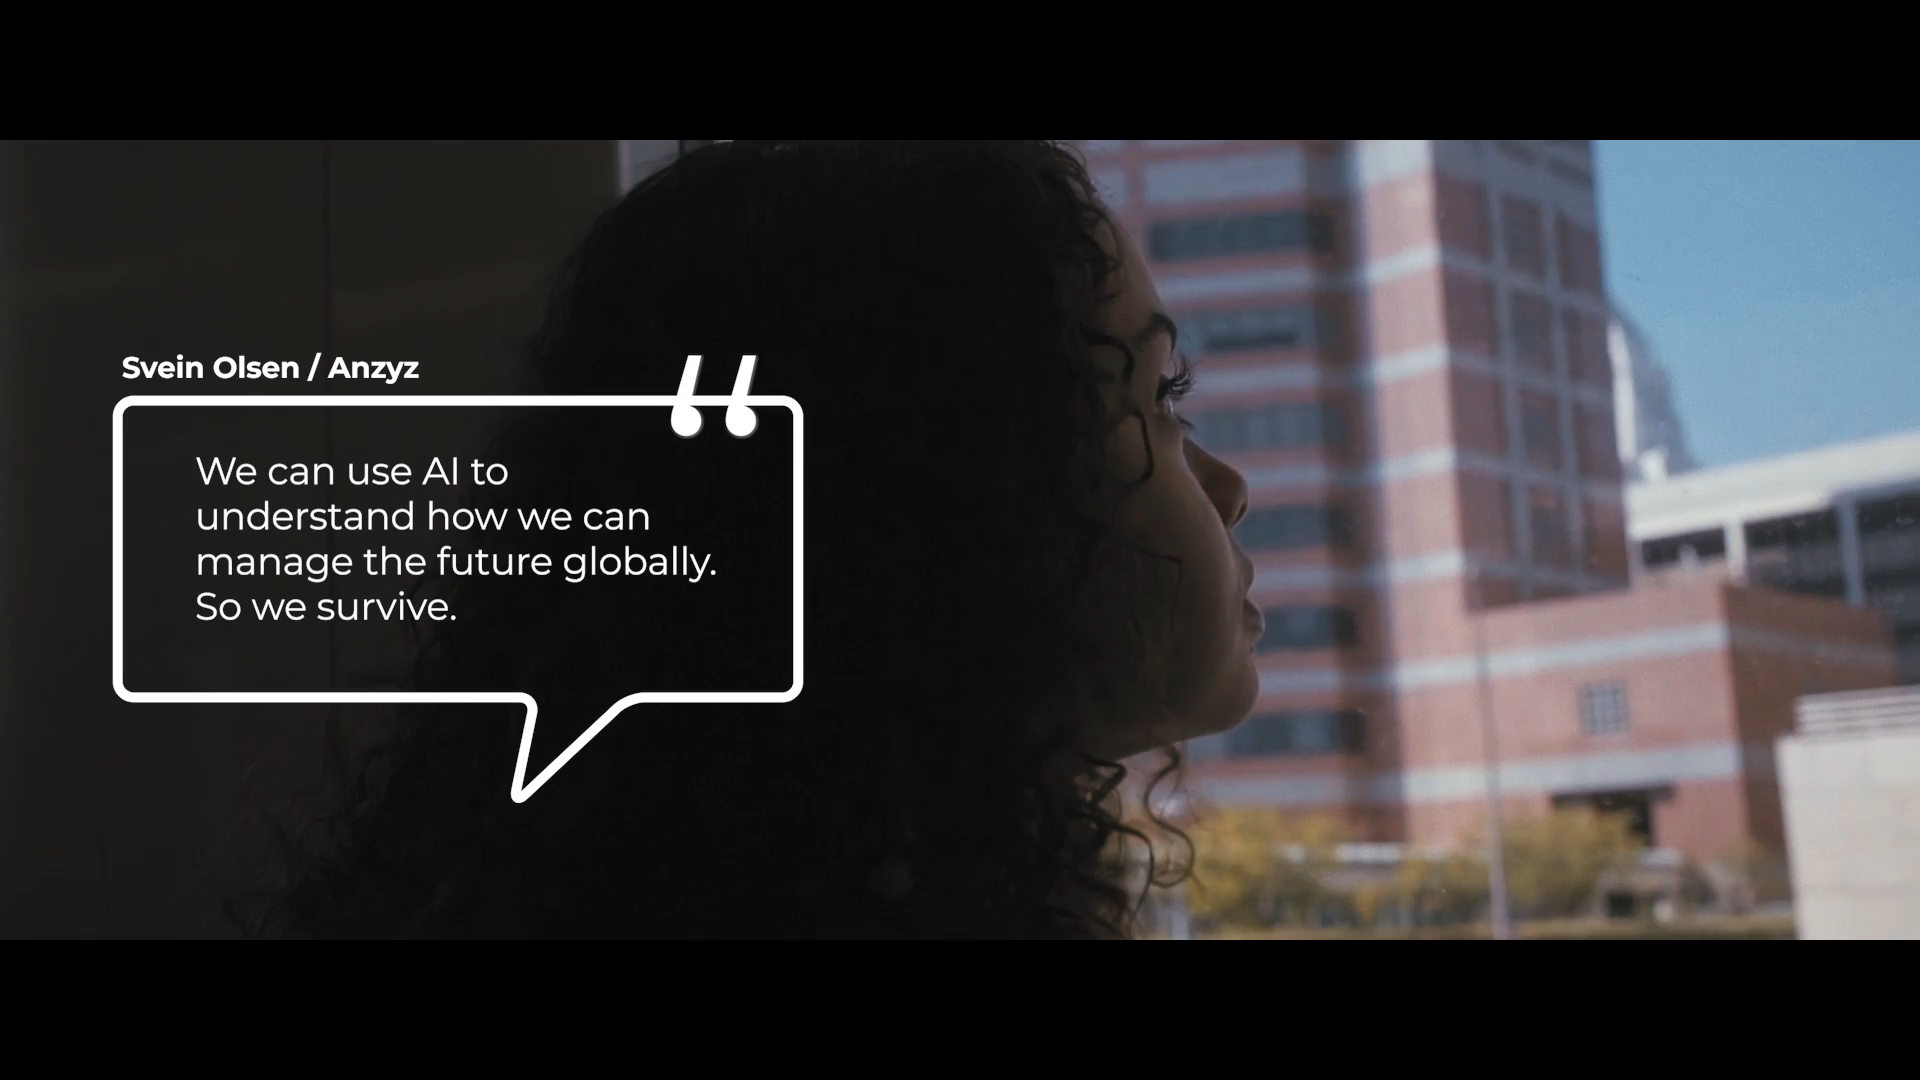 Svein Olsen / Anzyz
“
We can use AI to
understand how we can
manage the future globally.
So we survive.